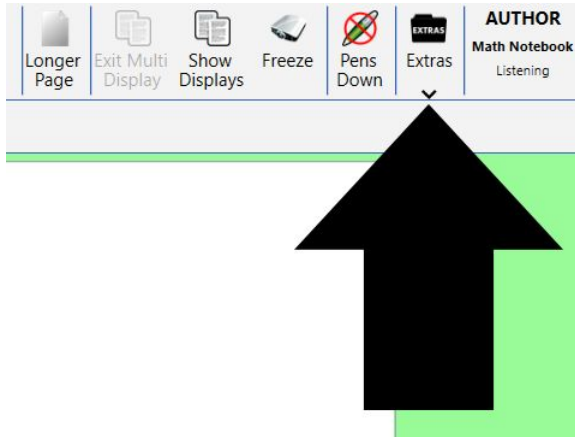 Longer Page
Exit Multi Display
Show Displays
Freeze
Pens Down
EXTRAS
Extras
AUTHOR
Math Notebook
Listening